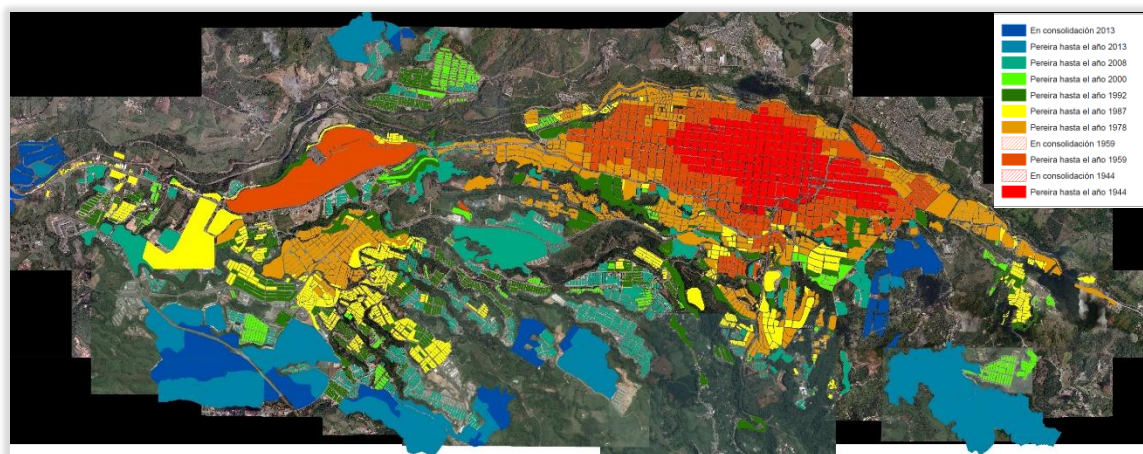 En consolidación 2013
Pereira hasta el año 2013
Pereira hasta el año 2008
Pereira hasta el año 2000
Pereira hasta el año 1992
Pereira hasta el año 1987
Pereira hasta el año 1978
En consolidación 1959
Pereira hasta el año 1959
En consolidación 1944
Pereira hasta el año 1944